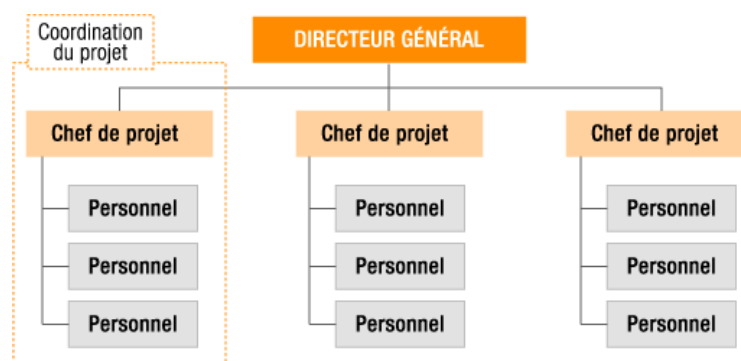 Coordination
du projet
DIRECTEUR GÉNÉRAL
Chef de projet
Chef de projet
Chef de projet
Personnel
Personnel
Personnel
Personnel
Personnel
Personnel
Personnel
Personnel
Personnel